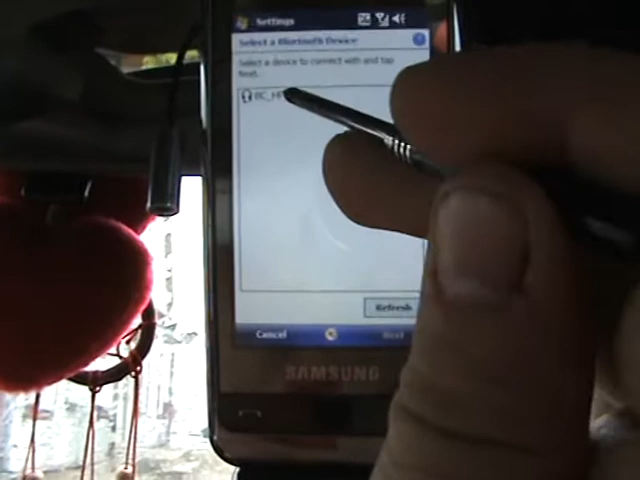 Settings
Select a Bluetooth Device
Select a device to connect with and tap
Next.
Refresh
Cancel
Next
SAMSUNG